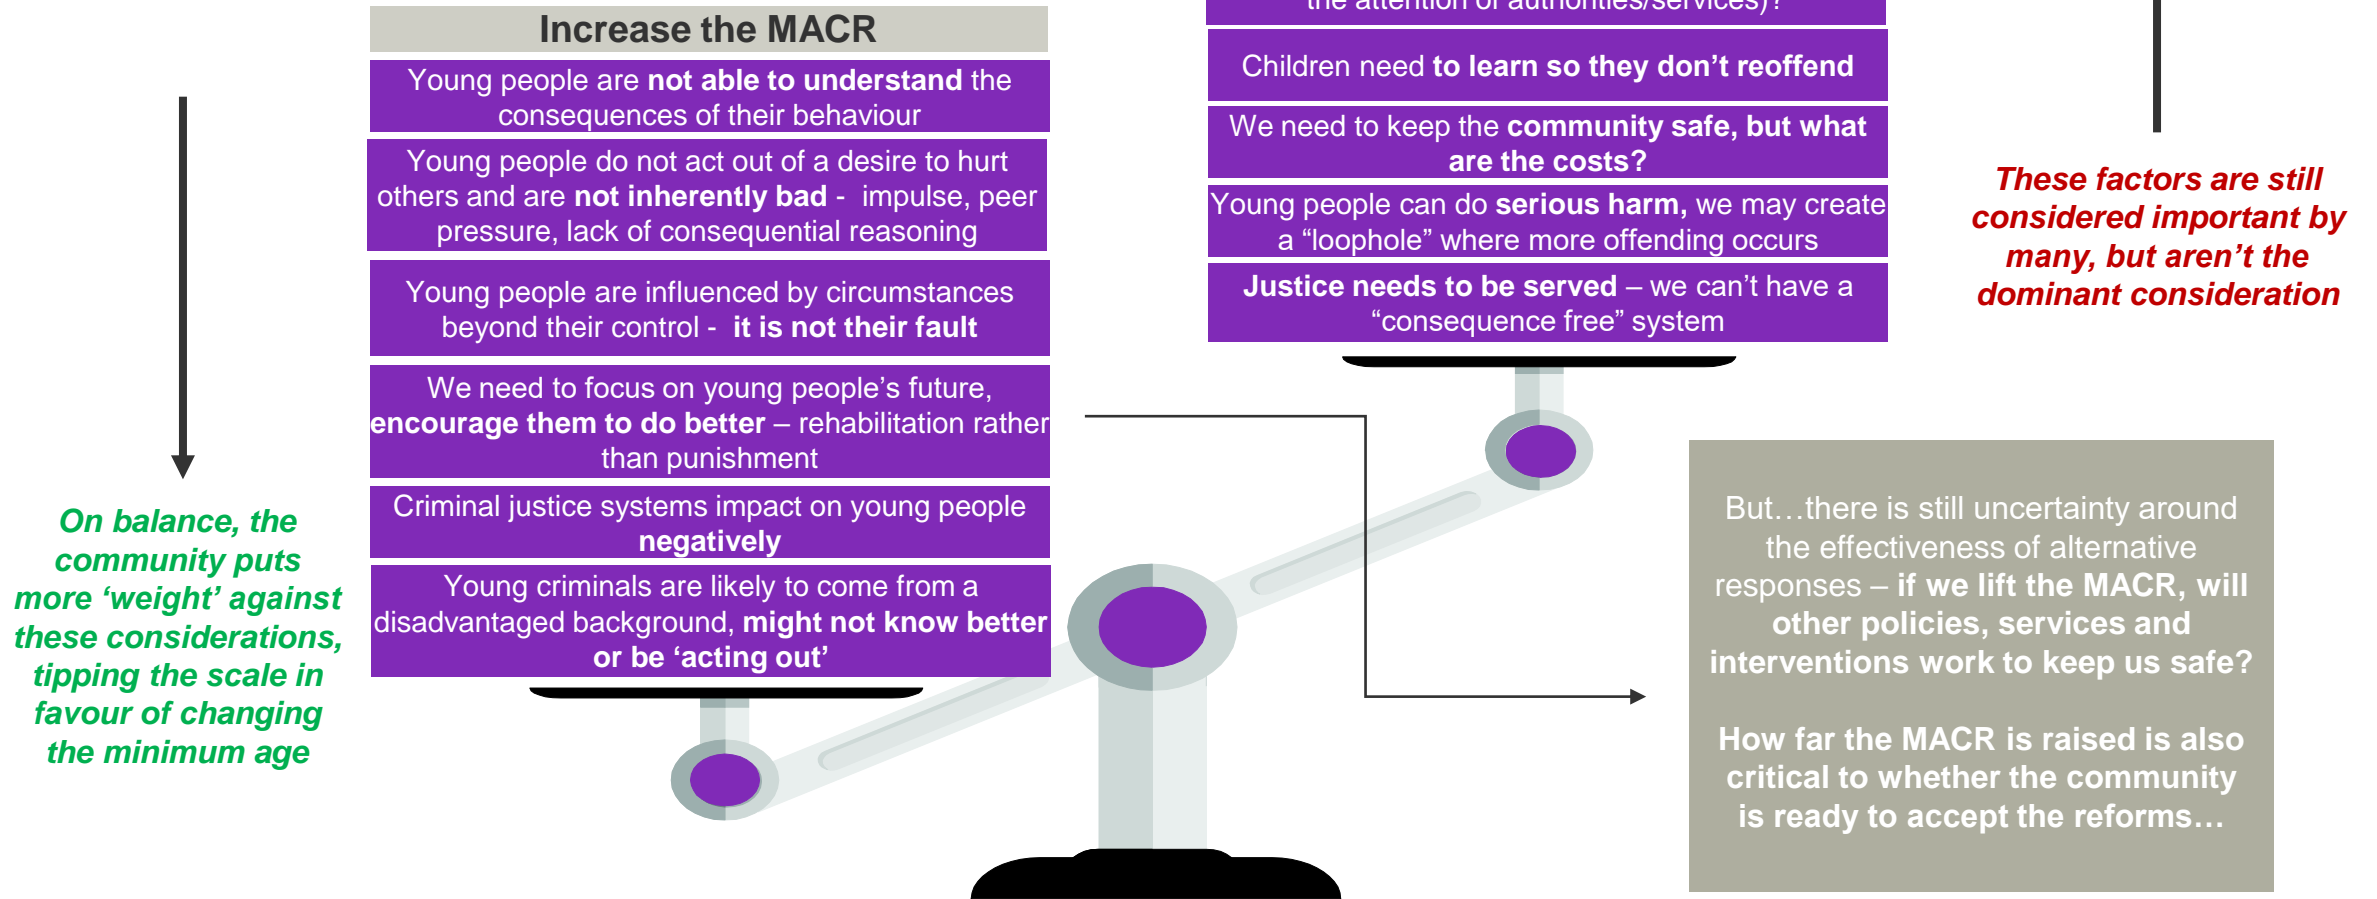 Increase the MACR
Young people are not able to understand the
consequences of their behaviour
Young people do not act out of a desire to hurt
others and are not inherently bad -  impulse, peer
pressure, lack of consequential reasoning
Young people are influenced by circumstances
beyond their control -  it is not their fault
We need to focus on young people’s future,
encourage them to do better – rehabilitation rather
than punishment
Criminal justice systems impact on young people
negatively
Young criminals are likely to come from a
disadvantaged background, might not know better
or be ‘acting out’
On balance, the
community puts
more ‘weight’ against
these considerations,
tipping the scale in
favour of changing
the minimum age
the attention of authorities/services)?
Children need to learn so they don’t reoffend
We need to keep the community safe, but what
are the costs?
Young people can do serious harm, we may create
a “loophole” where more offending occurs
Justice needs to be served – we can’t have a
“consequence free” system
These factors are still
considered important by
many, but aren’t the
dominant consideration
But…there is still uncertainty around
the effectiveness of alternative
responses – if we lift the MACR, will
other policies, services and
interventions work to keep us safe?
How far the MACR is raised is also
critical to whether the community
is ready to accept the reforms…